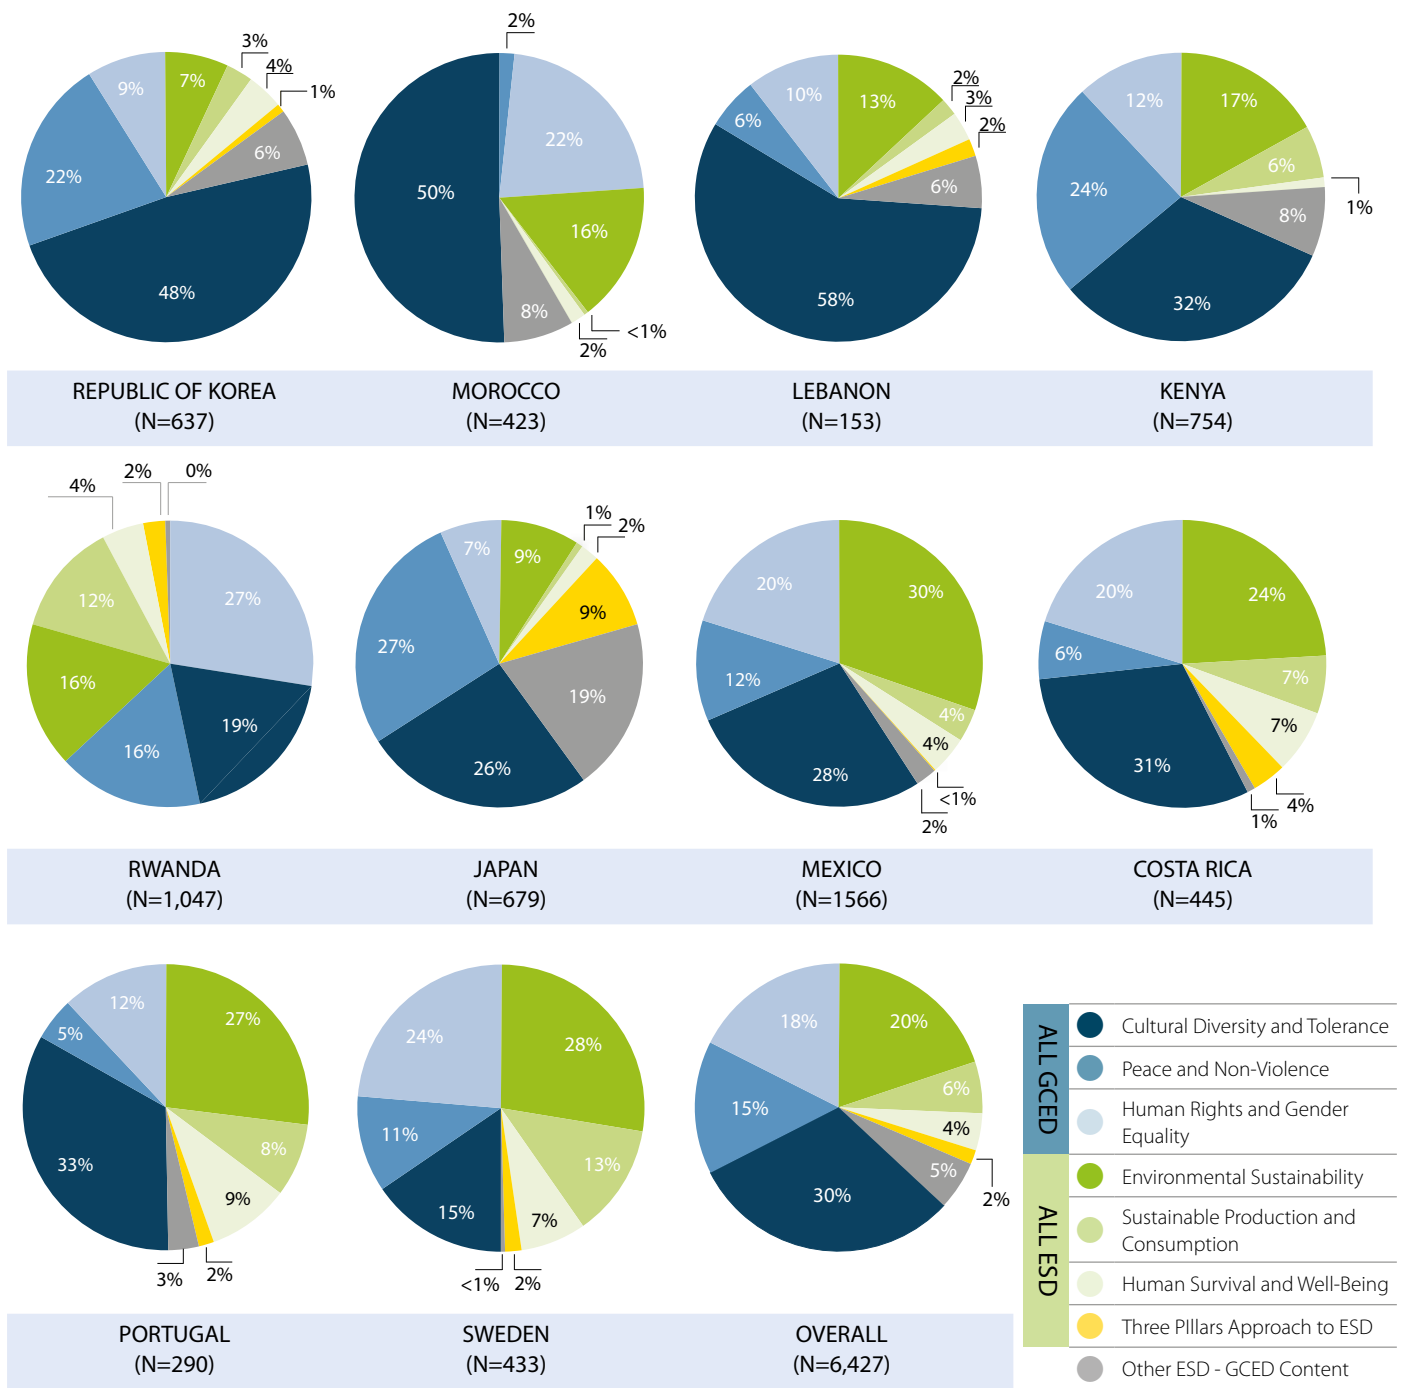 2%
9%
7%
3%
4%
1%
6%
22%
48%
22%
50%
16%
8%
<1%
2%
10%
13%
2%
3%
2%
6%
6%
58%
12%
17%
6%
1%
24%
8%
32%
REPUBLIC OF KOREA
(N=637)
MOROCCO
(N=423)
LEBANON
(N=153)
KENYA
(N=754)
4%
2%
0%
27%
12%
16%
19%
16%
7%
9%
1%
2%
9%
27%
19%
26%
20%
30%
12%
4%
4%
28%
<1%
2%
20%
24%
6%
7%
7%
31%
4%
1%
RWANDA
(N=1,047)
JAPAN
(N=679)
MEXICO
(N=1566)
COSTA RICA
(N=445)
12%
27%
5%
8%
33%
9%
3%
2%
24%
28%
11%
13%
15%
7%
<1%
2%
18%
20%
6%
15%
4%
5%
2%
30%
PORTUGAL
(N=290)
SWEDEN
(N=433)
OVERALL
(N=6,427)
ALL GCED
Cultural Diversity and Tolerance
Peace and Non-Violence
Human Rights and Gender
Equality
ALL ESD
Environmental Sustainability
Sustainable Production and
Consumption
Human Survival and Well-Being
Three PIllars Approach to ESD
Other ESD - GCED Content